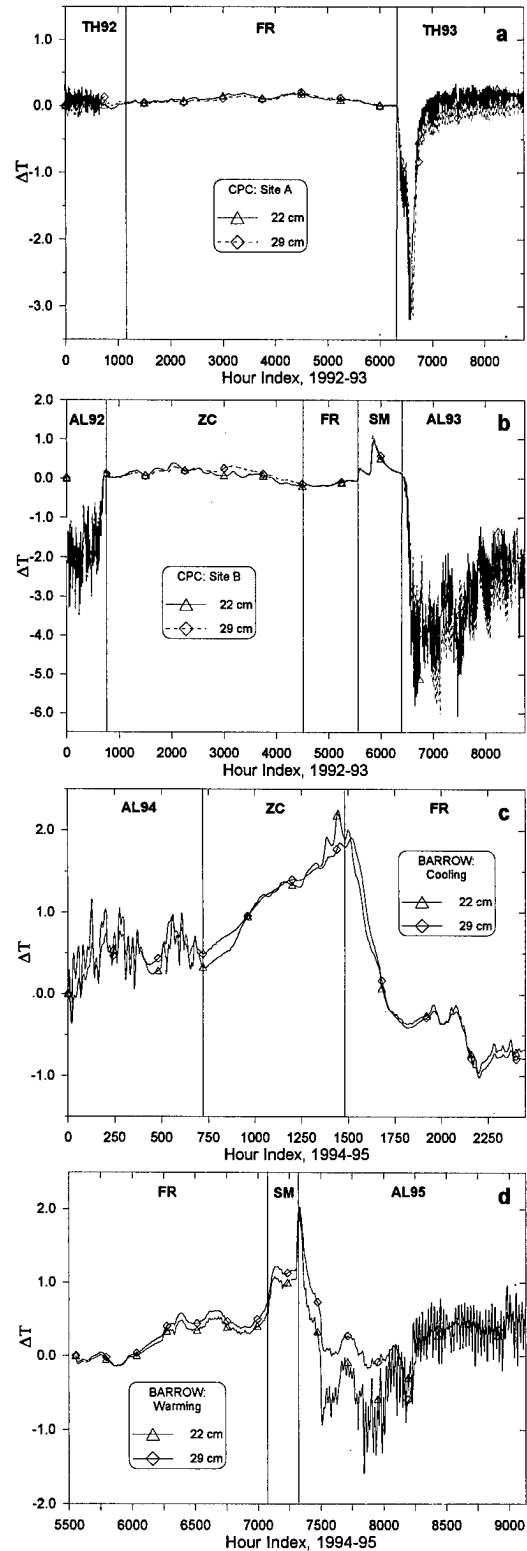 TH92 FR TH93 a
1.0
0.0
-1.0
-2.0
-3.0
ΔT
CPC: Site A
22 cm
29 cm
0 1000 2000 3000 4000 5000 6000 7000 8000
Hour Index, 1992-93
2.0
AL92 ZC FR SM AL93 b
1.0
0.0
-1.0
-2.0
-3.0
-4.0
-5.0
-6.0
ΔT
CPC: Site B
22 cm
29 cm
0 1000 2000 3000 4000 5000 6000 7000 8000
Hour Index, 1992-93
AL94 ZC FR c
2.0
1.0
0.0
-1.0
ΔT
BARROW:
Cooling
22 cm
29 cm
0 250 500 750 1000 1250 1500 1750 2000 2250
Hour Index, 1994-95
FR SM AL95 d
2.0
1.0
0.0
-1.0
-2.0
ΔT
BARROW:
Warming
22 cm
29 cm
5500 6000 6500 7000 7500 8000 8500 9000
Hour Index, 1994-95